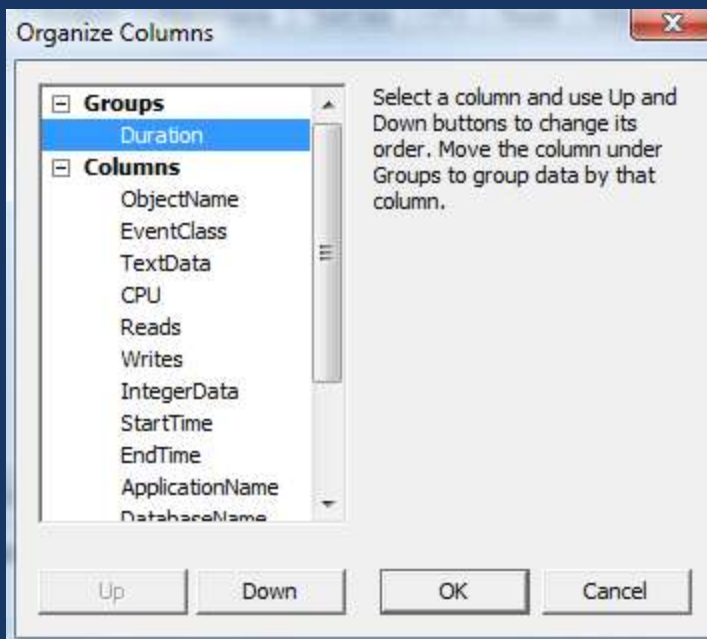 Organize Columns
Groups
Duration
Columns
ObjectName
EventClass
TextData
CPU
Reads
Writes
IntegerData
StartTime
EndTime
ApplicationName
DatabaseName
Select a column and use Up and
Down buttons to change its
order. Move the column under
Groups to group data by that
column.
Up
Down
OK
Cancel